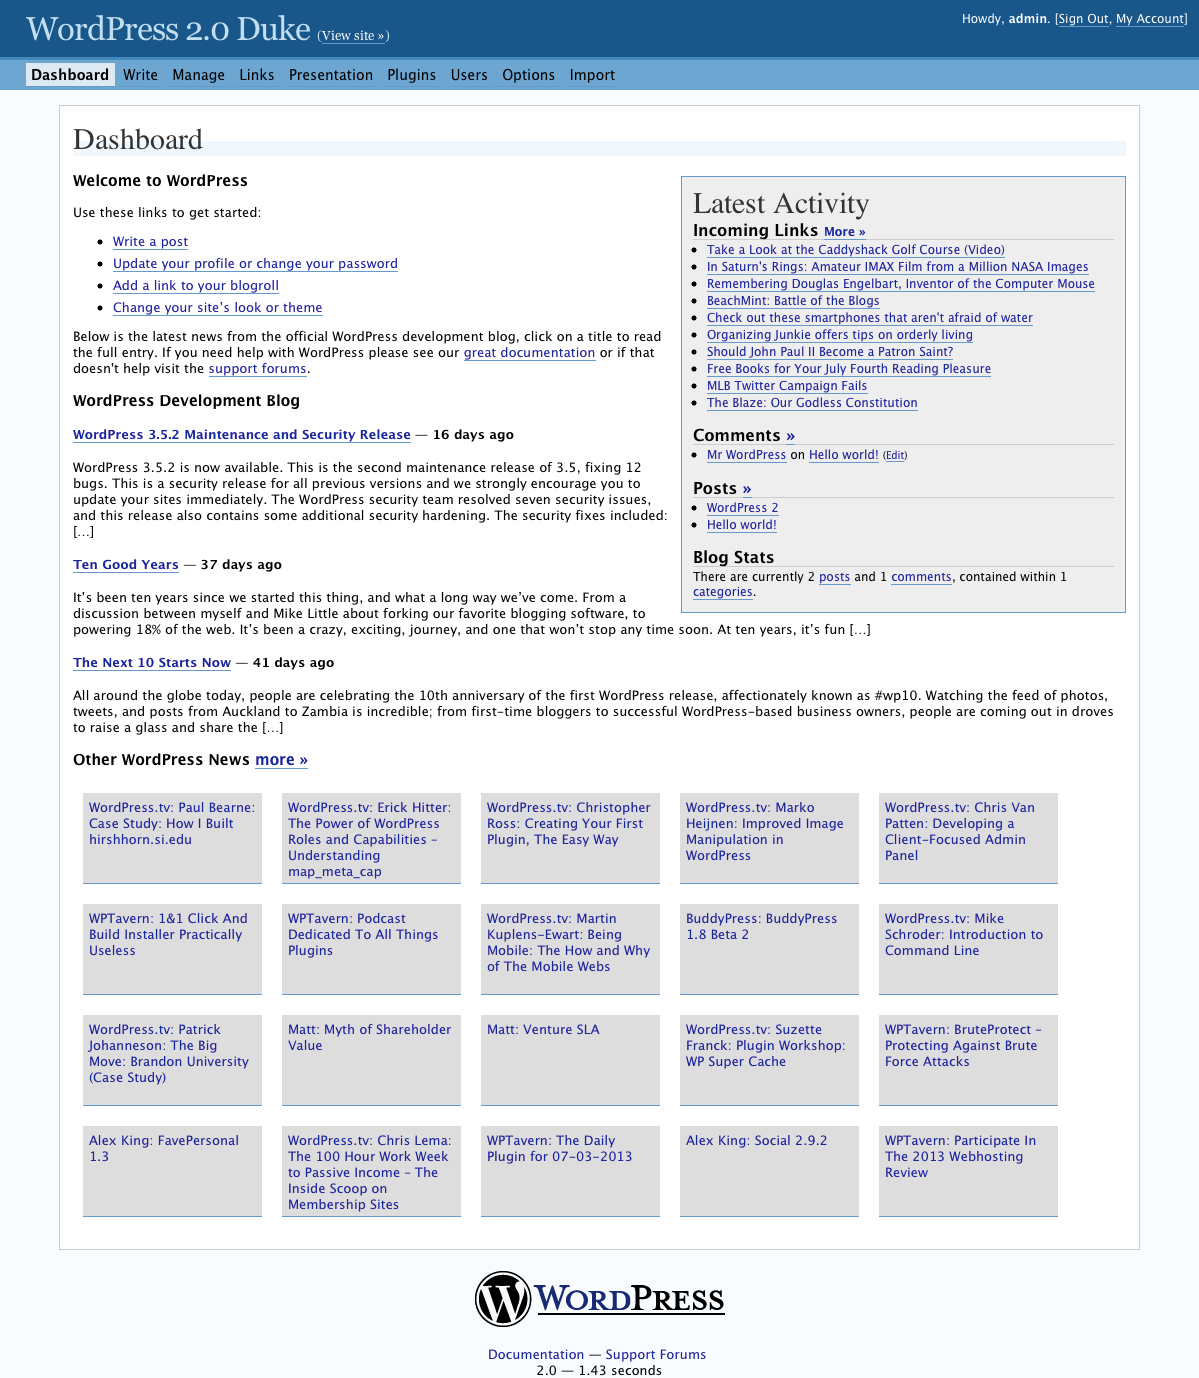 WordPress 2.0 Duke (View site »)
Howdy, admin. [Sign Out, My Account]
Dashboard Write Manage Links Presentation Plugins Users Options Import
Dashboard
Welcome to WordPress
Use these links to get started:
Write a post
Update your profile or change your password
Add a link to your blogroll
Change your site’s look or theme
Below is the latest news from the official WordPress development blog, click on a title to read
the full entry. If you need help with WordPress please see our great documentation or if that
doesn't help visit the support forums.
WordPress Development Blog
WordPress 3.5.2 Maintenance and Security Release — 16 days ago
WordPress 3.5.2 is now available. This is the second maintenance release of 3.5, fixing 12
bugs. This is a security release for all previous versions and we strongly encourage you to
update your sites immediately. The WordPress security team resolved seven security issues,
and this release also contains some additional security hardening. The security fixes included:
[...]
Ten Good Years — 37 days ago
It’s been ten years since we started this thing, and what a long way we’ve come. From a
discussion between myself and Mike Little about forking our favorite blogging software, to
powering 18% of the web. It’s been a crazy, exciting, journey, and one that won’t stop any time soon. At ten years, it’s fun [...]
The Next 10 Starts Now — 41 days ago
All around the globe today, people are celebrating the 10th anniversary of the first WordPress release, affectionately known as #wp10. Watching the feed of photos,
tweets, and posts from Auckland to Zambia is incredible; from first-time bloggers to successful WordPress-based business owners, people are coming out in droves
to raise a glass and share the [...]
Latest Activity
Incoming Links More »
Take a Look at the Caddyshack Golf Course (Video)
In Saturn's Rings: Amateur IMAX Film from a Million NASA Images
Remembering Douglas Engelbart, Inventor of the Computer Mouse
BeachMint: Battle of the Blogs
Check out these smartphones that aren't afraid of water
Organizing Junkie offers tips on orderly living
Should John Paul II Become a Patron Saint?
Free Books for Your July Fourth Reading Pleasure
MLB Twitter Campaign Fails
The Blaze: Our Godless Constitution
Comments »
Mr WordPress on Hello world! (Edit)
Posts »
WordPress 2
Hello world!
Blog Stats
There are currently 2 posts and 1 comments, contained within 1
categories.
Other WordPress News more »
WordPress.tv: Paul Bearne:
Case Study: How I Built
hirshhorn.si.edu
WordPress.tv: Erick Hitter:
The Power of WordPress
Roles and Capabilities –
Understanding
map_meta_cap
WordPress.tv: Christopher
Ross: Creating Your First
Plugin, The Easy Way
WordPress.tv: Marko
Heijnen: Improved Image
Manipulation in
WordPress
WordPress.tv: Chris Van
Patten: Developing a
Client-Focused Admin
Panel
WPTavern: 1&1 Click And
Build Installer Practically
Useless
WPTavern: Podcast
Dedicated To All Things
Plugins
WordPress.tv: Martin
Kuplens-Ewart: Being
Mobile: The How and Why
of The Mobile Webs
BuddyPress: BuddyPress
1.8 Beta 2
WordPress.tv: Mike
Schroder: Introduction to
Command Line
WordPress.tv: Patrick
Johanneson: The Big
Move: Brandon University
(Case Study)
Matt: Myth of Shareholder
Value
Matt: Venture SLA
WordPress.tv: Suzette
Franck: Plugin Workshop:
WP Super Cache
WPTavern: BruteProtect –
Protecting Against Brute
Force Attacks
Alex King: FavePersonal
1.3
WordPress.tv: Chris Lema:
The 100 Hour Work Week
to Passive Income – The
Inside Scoop on
Membership Sites
WPTavern: The Daily
Plugin for 07-03-2013
Alex King: Social 2.9.2
WPTavern: Participate In
The 2013 Webhosting
Review
WORDPRESS
Documentation — Support Forums
2.0 — 1.43 seconds